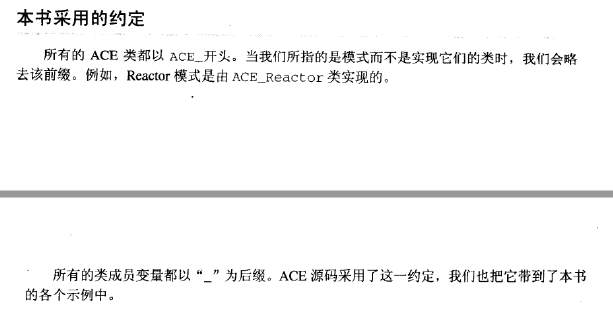 本书采用的约定
所有的 ACE 类都以 ACE_开头。当我们所指的是模式而不是实现它们的类时，我们会略
去该前缀。例如，Reactor 模式是由 ACE_Reactor 类实现的。
所有的类成员变量都以“_”为后缀。ACE 源码采用了这一约定，我们也把它带到了本书
的各个示例中。